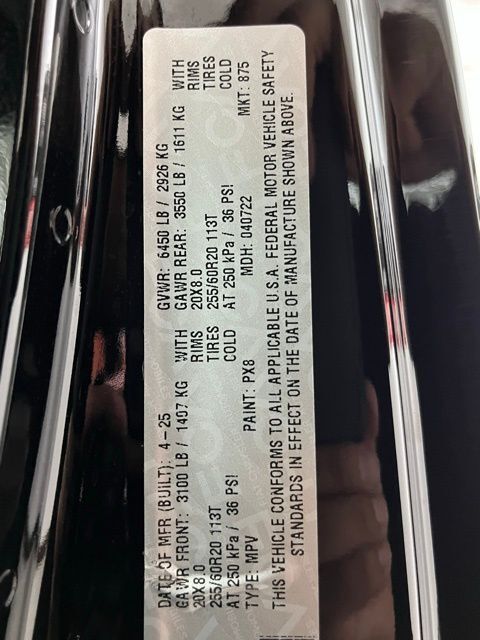 DATE OF MFR (BUILT): 4-25 GVWR: 6450 LB / 2926 KG
GAWR FRONT: 3100 LB / 1407 KG WITH GAWR REAR: 3550 LB / 1611 KG WITH
20X8.0 RIMS 20X8.0 RIMS
255/60R20 113T TIRES 255/60R20 113T TIRES
AT 250 kPa / 36 PSI COLD AT 250 kPa / 36 PSI COLD
TYPE: MPV PAINT: PX8 MDH: 040722 MKT: 875
THIS VEHICLE CONFORMS TO ALL APPLICABLE U.S.A. FEDERAL MOTOR VEHICLE SAFETY
STANDARDS IN EFFECT ON THE DATE OF MANUFACTURE SHOWN ABOVE.